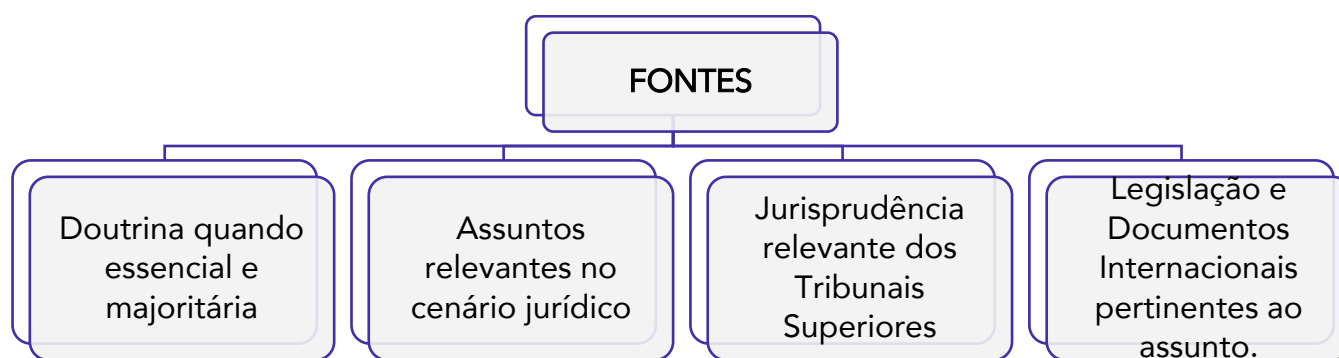 FONTES
Doutrina quando
essencial e
majoritária
Assuntos
relevantes no
cenário jurídico
Jurisprudência
relevante dos
Tribunais
Superiores
Legislação e
Documentos
Internacionais
pertinentes ao
assunto.